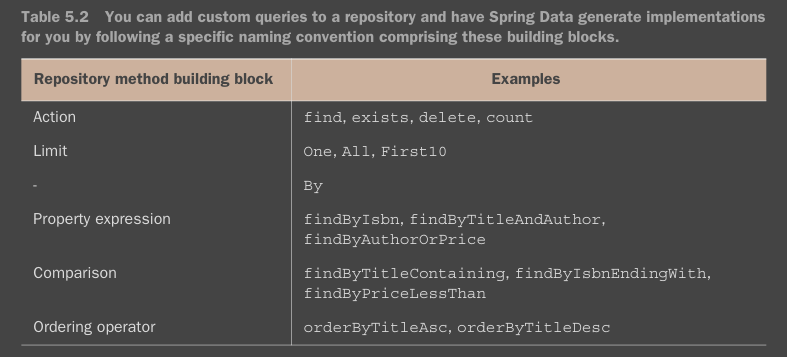 Table 5.2 You can add custom queries to a repository and have Spring Data generate implementations
for you by following a specific naming convention comprising these building blocks.
Repository method building block Examples
Action find, exists, delete, count
Limit One, All, First10
- By
Property expression findByIsbn, findByTitleAndAuthor,
findByAuthorOrPrice
Comparison findByTitleContaining, findByIsbnEndingWith,
findByPriceLessThan
Ordering operator orderByTitleAsc, orderByTitleDesc